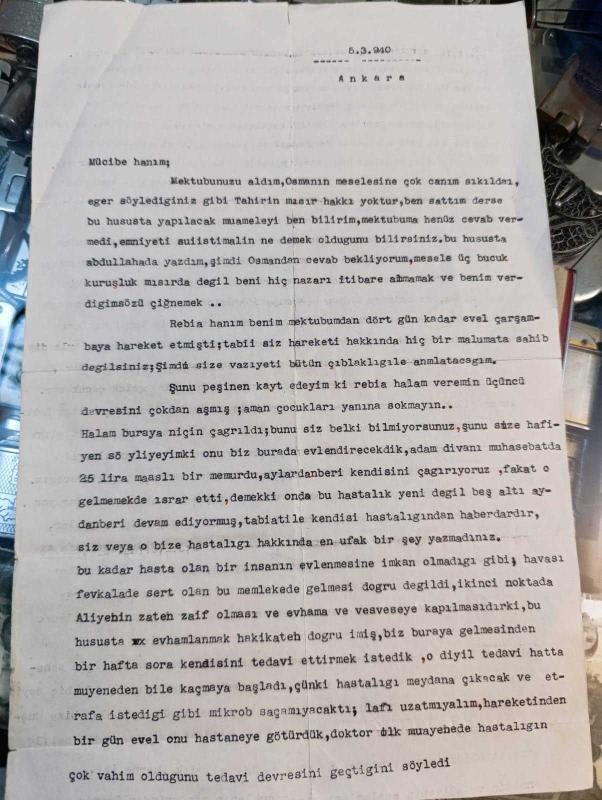 5.3.940
Ankara
Mücibe hanım;
Mektubunuzu aldım,Osmanın meselesine çok canım sıkıldaı,
eger söylediginiz gibi Tahirin mısır hakkı yoktur,ben sattım derse
bu hususta yapılacak muameleyi ben bilirim,mektubuma henüz cevab ver-
medi,emniyeti suiistimalin ne demek oldugunu bilirsiniz.bu hususta
abdullahada yazdım,şimdi Osmandan cevab bekliyorum,mesele üç bucuk
kuruşluk mısırda degil beni hiç nazarı itibare almamak ve benim ver-
digimsözü çiğnemek ..
Rebia hanım benim mektubumdan dört gün kadar evel çarşam-
baya hareket etmişti;tabii siz hareketi hakkında hiç bir malumata sahib
degilsiniz;Şimdi size vazıyeti bütün çıblaklıgıle anmlatacagım.
Şunu peşinen kayt edeyim ki rebia halam veremin üçüncü
devresini çokdan aşmış ;aman çocukları yanına sokmayın..
Halam buraya niçin çagrıldı;bunu siz belki bilmiyorsunuz,şunu size hafi-
yen sö yliyeyimki onu biz burada evlendirecekdik,adam divanı muhasebatda
25 lira maaslı bir memurdu,aylardanberi kendisini çagırıyoruz ,fakat o
gelmemekde ısrar etti,demekki onda bu hastalık yeni degil beş altı ay-
danberi devam ediyormuş,tabiatile kendisi hastalıgından haberdardır,
siz veya o bize hastalıgı hakkında en ufak bir şey yazmadınız.
bu kadar hasta olan bir insanın evlenmesine imkan olmadıgı gibi; havası
fevkalade sert olan bu memlekede gelmesi dogru degildi,ikinci noktada
Aliyenin zaten zaif olması ve evhama ve vesveseye kapılmasıdırki,bu
hususta xx evhamlanmak hakikaten dogru imiş,biz buraya gelmesinden
bir hafta sora kendisini tedavi ettirmek istedik ,o diyil tedavi hatta
muyeneden bile kaçmaya başladı,çünki hastalıgı meydana çıkacak ve et-
rafa istedigi gibi mikrob saçamıyacaktı; lafı uzatmıyalım,hareketinden
bir gün evel onu hastaneye götürdük,doktor ilk muayenede hastalıgın
çok vahim oldugunu tedavi devresini geçtigini söyledi